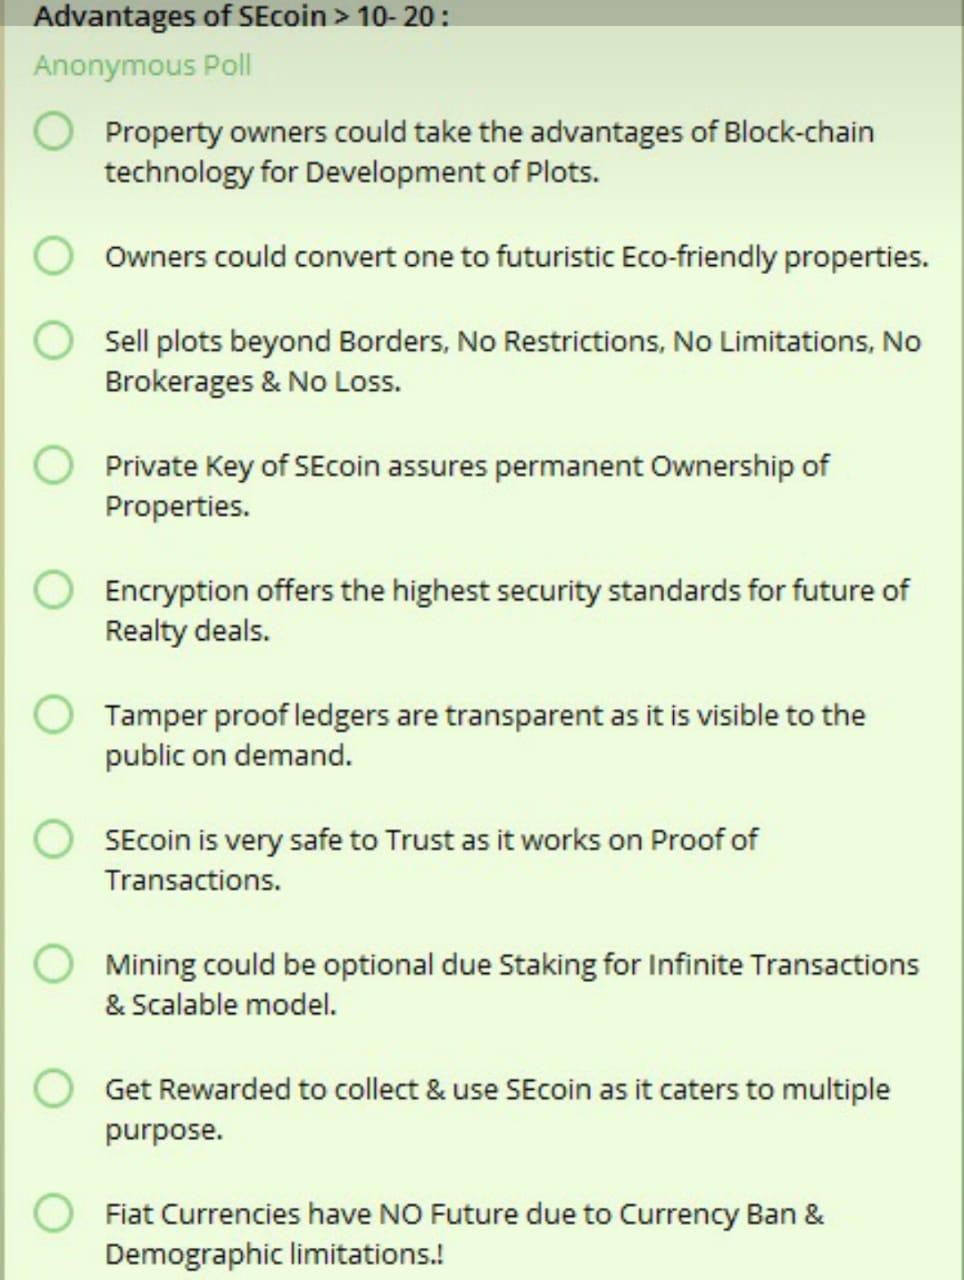 Advantages of SEcoin > 10- 20 :
Anonymous Poll
Property owners could take the advantages of Block-chain
technology for Development of Plots.
Owners could convert one to futuristic Eco-friendly properties.
Sell plots beyond Borders, No Restrictions, No Limitations, No
Brokerages & No Loss.
Private Key of SEcoin assures permanent Ownership of
Properties.
Encryption offers the highest security standards for future of
Realty deals.
Tamper proof ledgers are transparent as it is visible to the
public on demand.
SEcoin is very safe to Trust as it works on Proof of
Transactions.
Mining could be optional due Staking for Infinite Transactions
& Scalable model.
Get Rewarded to collect & use SEcoin as it caters to multiple
purpose.
Fiat Currencies have NO Future due to Currency Ban &
Demographic limitations.!